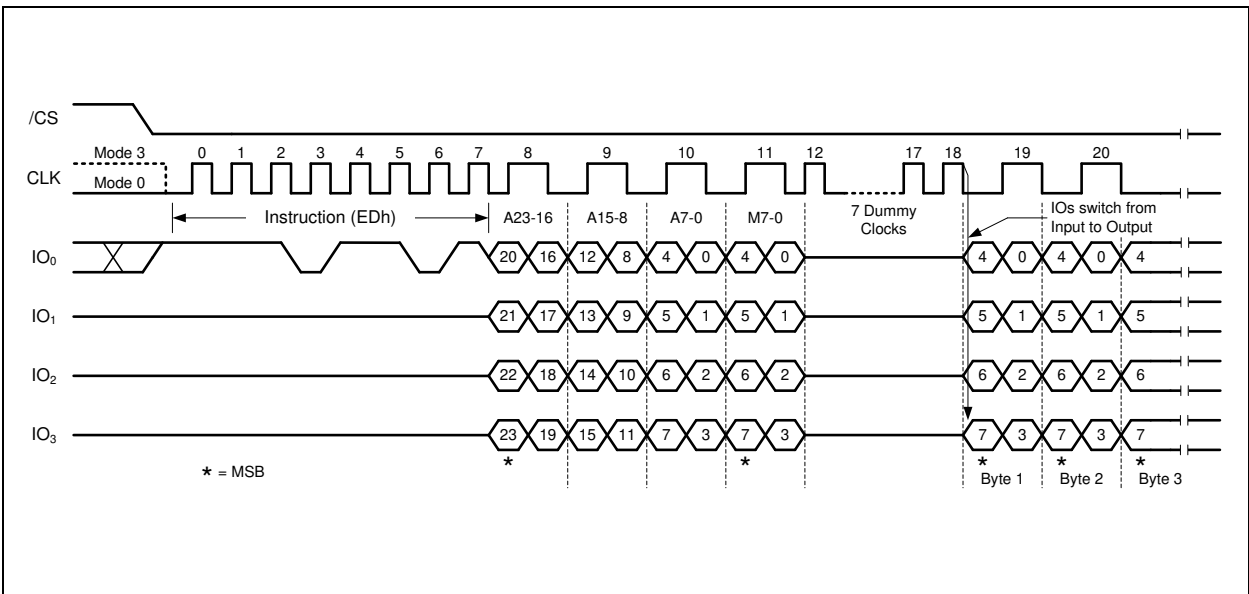 /CS
Mode 3 0 1 2 3 4 5 6 7 8 9 10 11 12 17 18 19 20
CLK
Mode 0
Instruction (EDh) A23-16 A15-8 A7-0 M7-0 7 Dummy
Clocks
IOs switch from
Input to Output
IO₀ 20 16 12 8 4 0 4 0 4 0 4 0 4
IO₁ 21 17 13 9 5 1 5 1 5 1 5 1 5
IO₂ 22 18 14 10 6 2 6 2 6 2 6 2 6
IO₃ 23 19 15 11 7 3 7 3 7 3 7 3 7
* * * * *
* = MSB
Byte 1 Byte 2 Byte 3